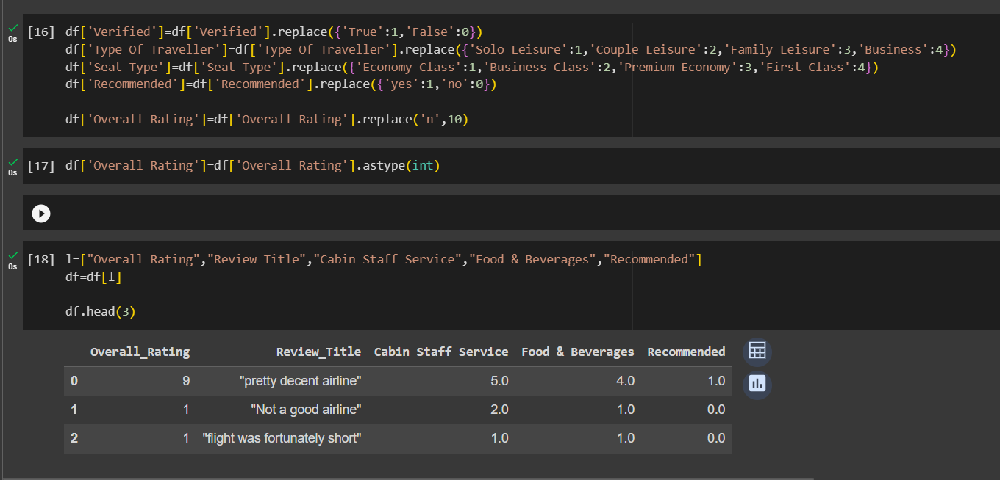 [16] df['Verified']=df['Verified'].replace({'True':1,'False':0})
df['Type Of Traveller']=df['Type Of Traveller'].replace({'Solo Leisure':1,'Couple Leisure':2,'Family Leisure':3,'Business':4})
df['Seat Type']=df['Seat Type'].replace({'Economy Class':1,'Business Class':2,'Premium Economy':3,'First Class':4})
df['Recommended']=df['Recommended'].replace({'yes':1,'no':0})
df['Overall_Rating']=df['Overall_Rating'].replace('n',10)
0s
[17] df['Overall_Rating']=df['Overall_Rating'].astype(int)
0s
[18] l=["Overall_Rating","Review_Title","Cabin Staff Service","Food & Beverages","Recommended"]
0s
df=df[l]
df.head(3)
Overall_Rating Review_Title Cabin Staff Service Food & Beverages Recommended
0 9 "pretty decent airline" 5.0 4.0 1.0
1 1 "Not a good airline" 2.0 1.0 0.0
2 1 "flight was fortunately short" 1.0 1.0 0.0